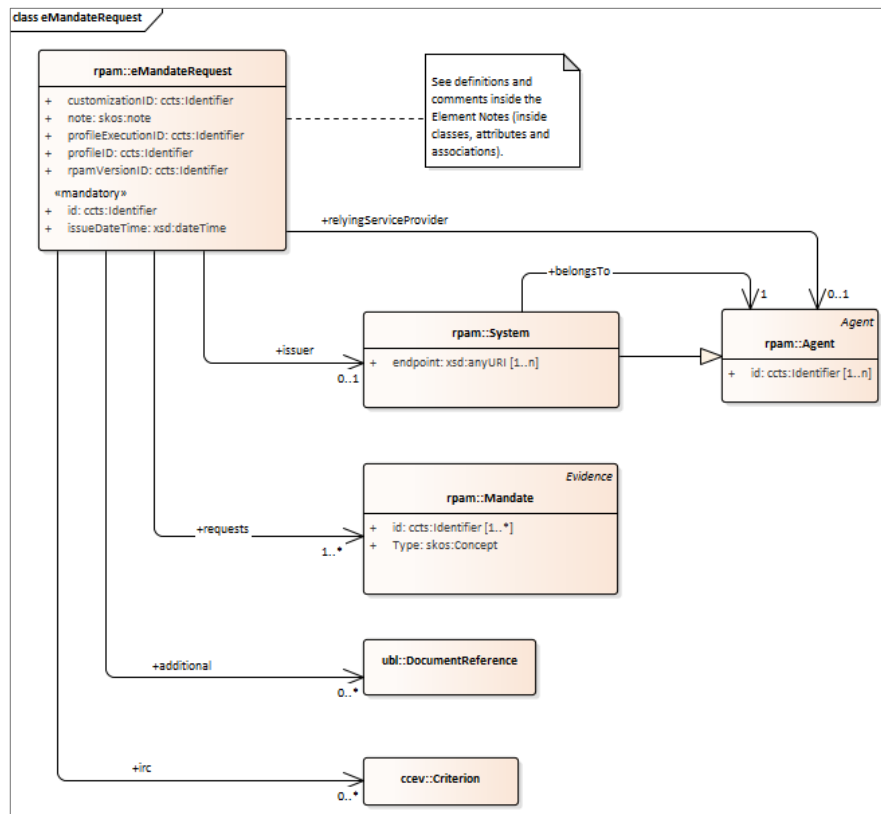 class eMandateRequest
rpam::eMandateRequest
+ customizationID: ccts:Identifier
+ note: skos:note
+ profileExecutionID: ccts:Identifier
+ profileID: ccts:Identifier
+ rpamVersionID: ccts:Identifier
«mandatory»
+ id: ccts:Identifier
+ issueDateTime: xsd:dateTime
See definitions and
comments inside the
Element Notes (inside
classes, attributes and
associations).
+relyingServiceProvider
+belongsTo
1
0..1
+issuer
0..1
rpam::System
+ endpoint: xsd:anyURI [1..n]
Agent
rpam::Agent
+ id: ccts:Identifier [1..n]
+requests
1..*
Evidence
rpam::Mandate
+ id: ccts:Identifier [1..*]
+ Type: skos:Concept
+additional
0..*
ubl::DocumentReference
+irc
0..*
ccev::Criterion